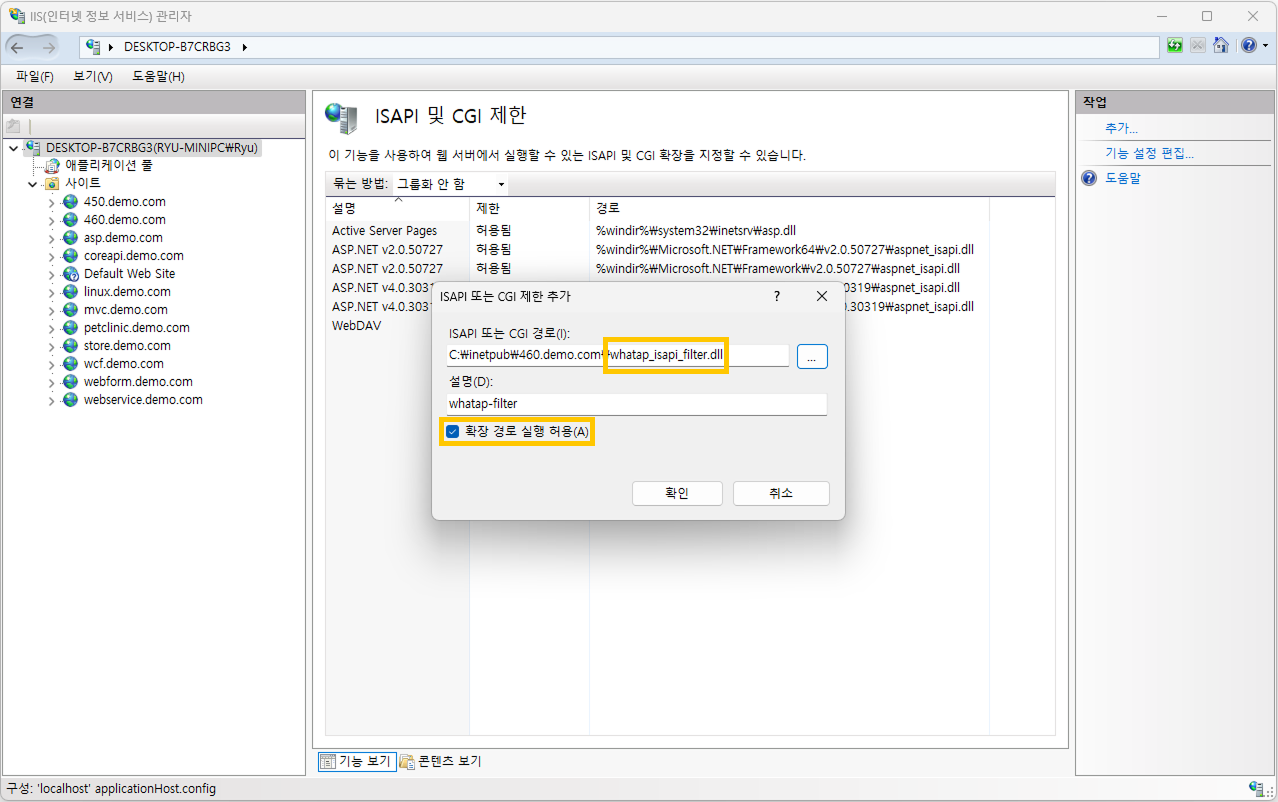 IIS(인터넷 정보 서비스) 관리자
DESKTOP-B7CRBG3
파일(F) 보기(V) 도움말(H)
연결
DESKTOP-B7CRBG3(RYU-MINIPC₩Ryu)
애플리케이션 풀
사이트
450.demo.com
460.demo.com
asp.demo.com
coreapi.demo.com
Default Web Site
linux.demo.com
mvc.demo.com
petclinic.demo.com
store.demo.com
wcf.demo.com
webform.demo.com
webservice.demo.com
ISAPI 및 CGI 제한
이 기능을 사용하여 웹 서버에서 실행할 수 있는 ISAPI 및 CGI 확장을 지정할 수 있습니다.
묶는 방법: 그룹화 안 함
설명 제한 경로
Active Server Pages 허용됨 %windir%₩system32₩inetsrv₩asp.dll
ASP.NET v2.0.50727 허용됨 %windir%₩Microsoft.NET₩Framework64₩v2.0.50727₩aspnet_isapi.dll
ASP.NET v2.0.50727 허용됨 %windir%₩Microsoft.NET₩Framework₩v2.0.50727₩aspnet_isapi.dll
ASP.NET v4.0.3031 0319₩aspnet_isapi.dll
ASP.NET v4.0.3031 0319₩aspnet_isapi.dll
WebDAV
ISAPI 또는 CGI 제한 추가 ?
ISAPI 또는 CGI 경로(I):
C:₩inetpub₩460.demo.com₩whatap_isapi_filter.dll ...
설명(D):
whatap-filter
확장 경로 실행 허용(A)
확인 취소
기능 보기 콘텐츠 보기
작업
추가...
기능 설정 편집...
도움말
구성: 'localhost' applicationHost.config